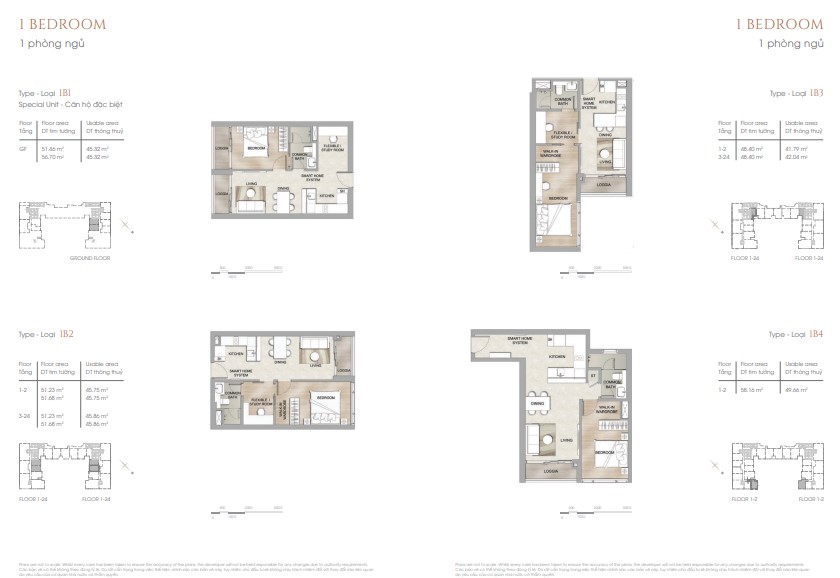 1 BEDROOM
1 phòng ngủ
Type - Loại 1B1
Special Unit - Căn hộ đặc biệt
Floor Tầng
Floor area DT tim tường
Usable area DT thông thuỷ
GF 51.46 m² 45.32 m²
56.70 m² 45.32 m²
GROUND FLOOR
LOGGIA
BEDROOM
COMMON BATH
FLEXIBLE / STUDY ROOM
SMART HOME SYSTEM
LOGGIA
LIVING
DINING
KITCHEN
Type - Loại 1B2
Floor Tầng
Floor area DT tim tường
Usable area DT thông thuỷ
1-2 51.23 m² 45.75 m²
51.68 m² 45.75 m²
3-24 51.23 m² 45.86 m²
51.68 m² 45.86 m²
FLOOR 1-24
FLOOR 1-24
KITCHEN
DINING
LIVING
LOGGIA
SMART HOME SYSTEM
COMMON BATH
FLEXIBLE / STUDY ROOM
WALK-IN WARDROBE
BEDROOM
1 BEDROOM
1 phòng ngủ
Type - Loại 1B3
Floor Tầng
Floor area DT tim tường
Usable area DT thông thuỷ
1-2 48.40 m² 41.79 m²
3-24 48.40 m² 42.04 m²
FLOOR 1-24
FLOOR 1-24
COMMON BATH
SMART HOME SYSTEM
KITCHEN
FLEXIBLE / STUDY ROOM
DINING
WALK-IN WARDROBE
LIVING
LOGGIA
BEDROOM
Type - Loại 1B4
Floor Tầng
Floor area DT tim tường
Usable area DT thông thuỷ
1-2 58.16 m² 49.66 m²
FLOOR 1-2
FLOOR 1-2
SMART HOME SYSTEM
KITCHEN
ST
COMMON BATH
DINING
WALK-IN WARDROBE
LIVING
BEDROOM
LOGGIA